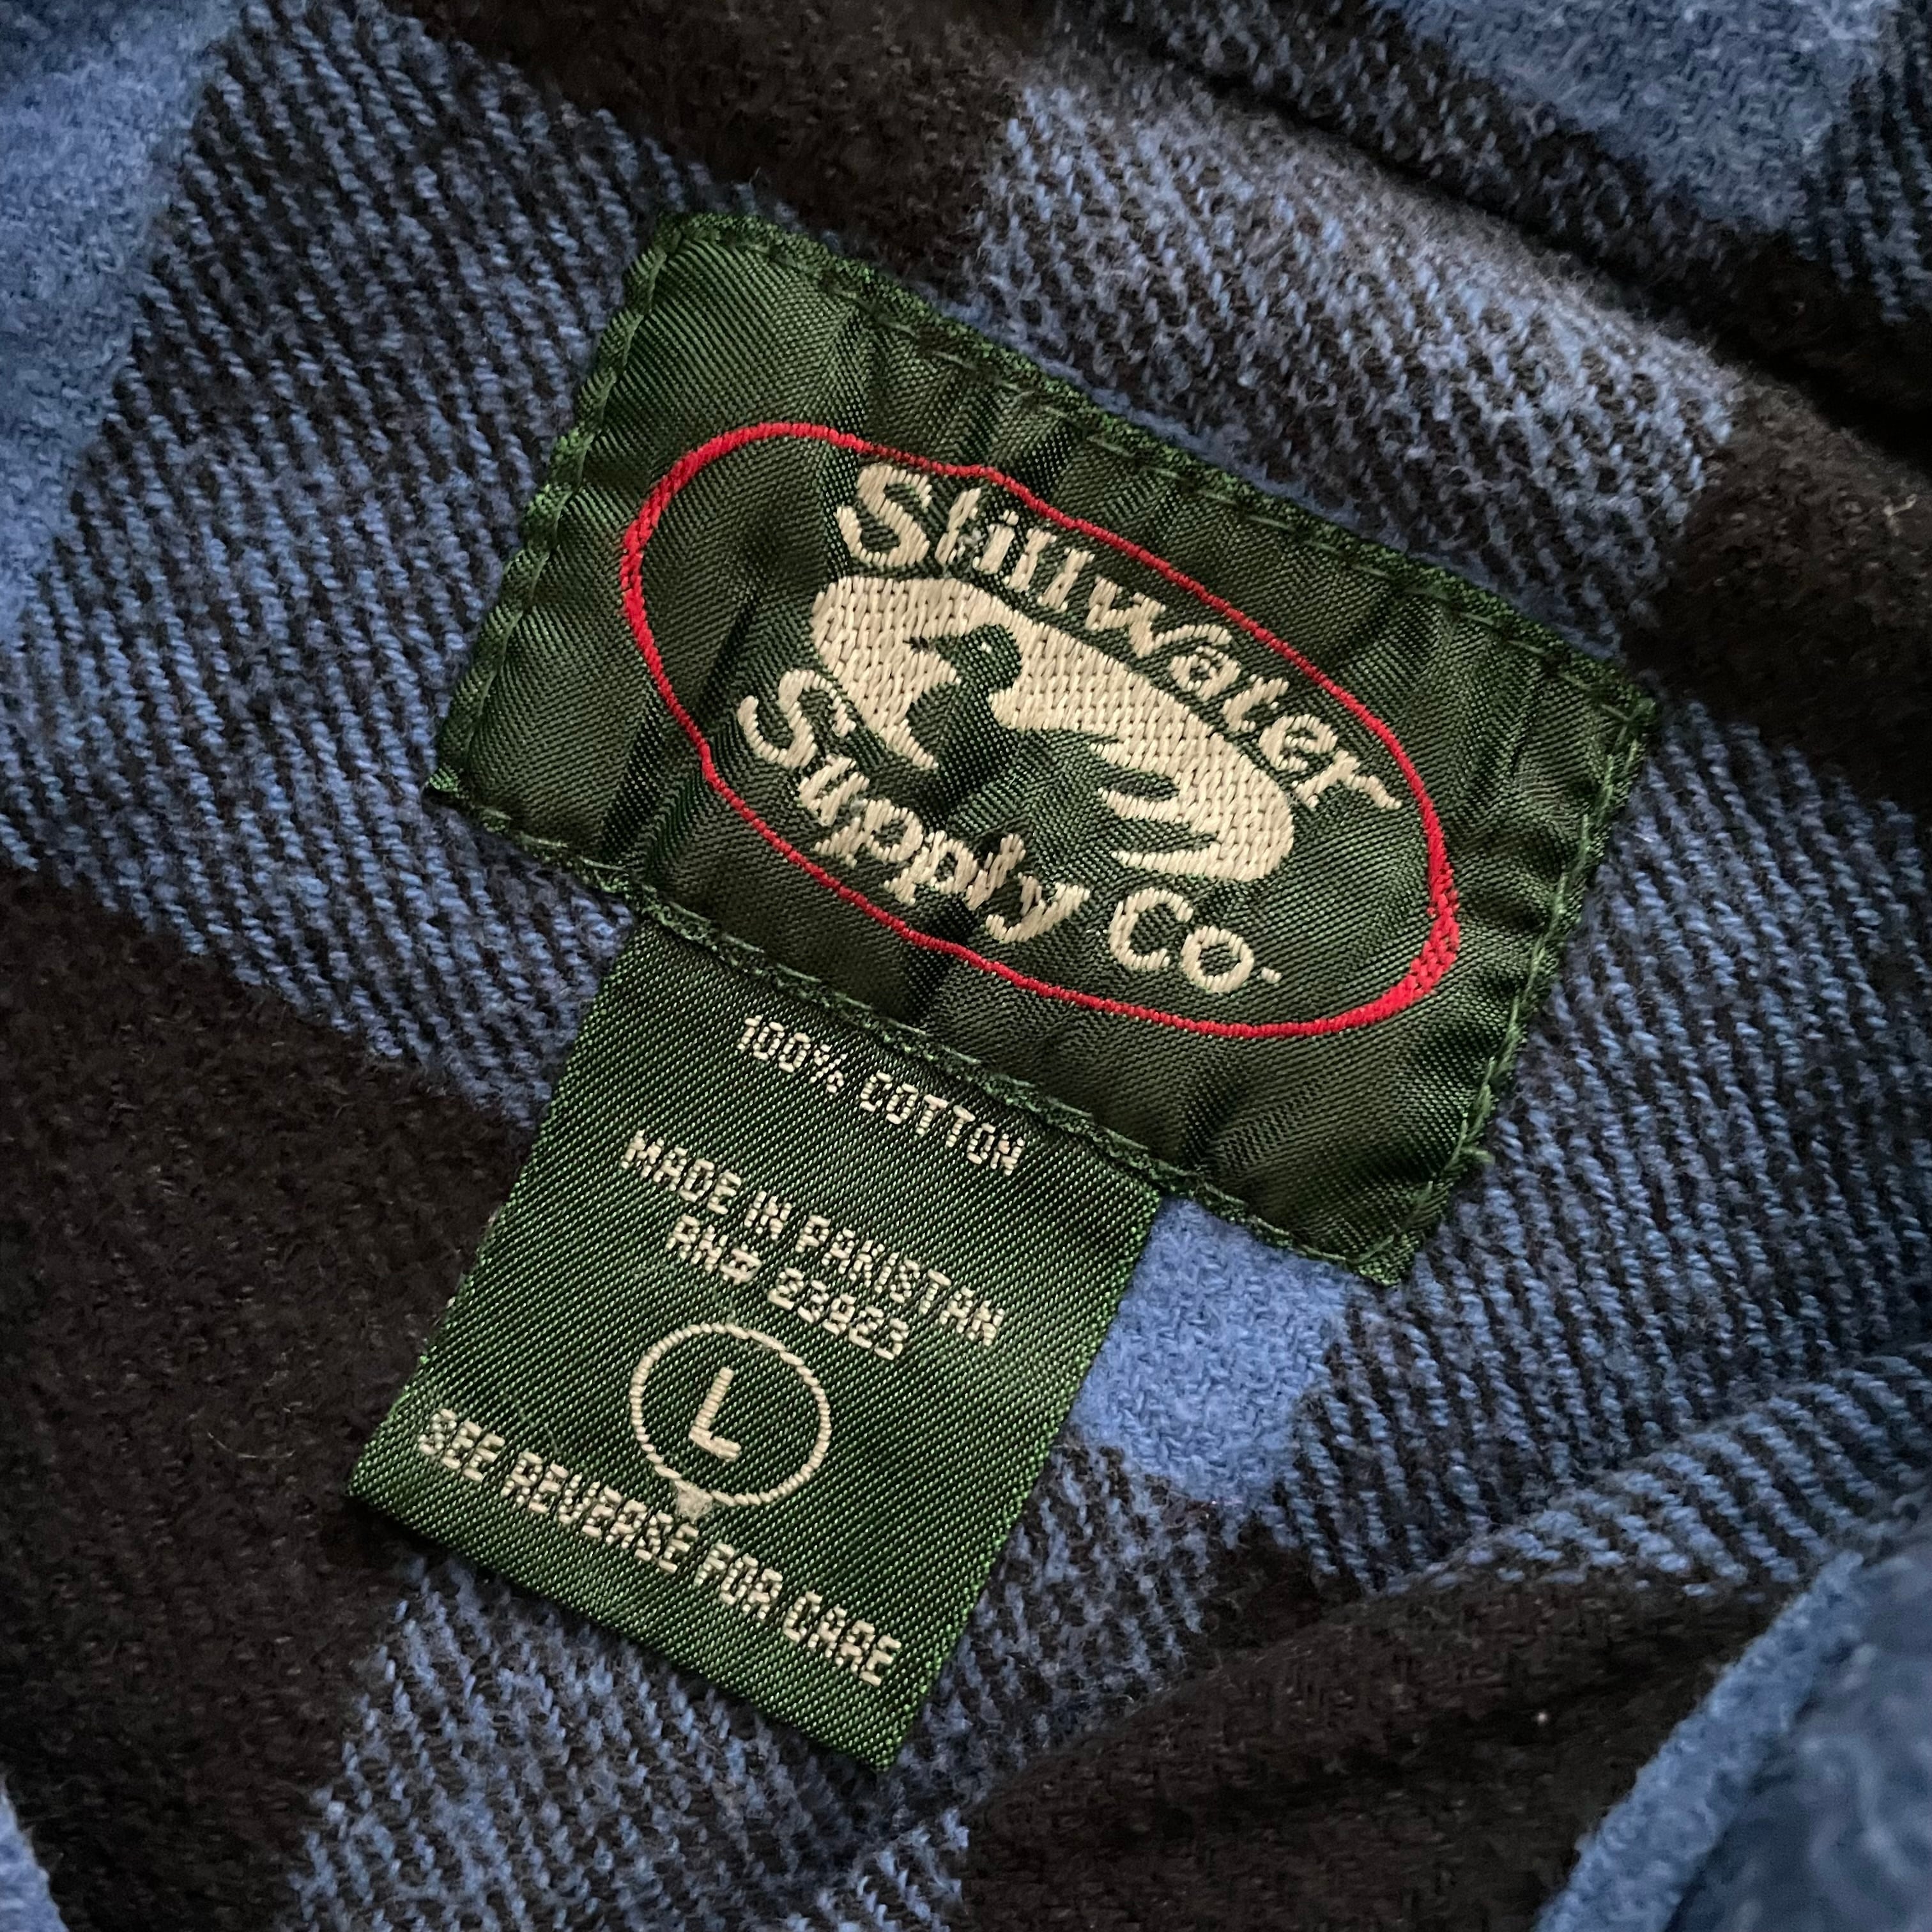 Stillwater
Supply Co.
100% COTTON
MADE IN PAKISTAN
RN# 23923
L
SEE REVERSE FOR CARE